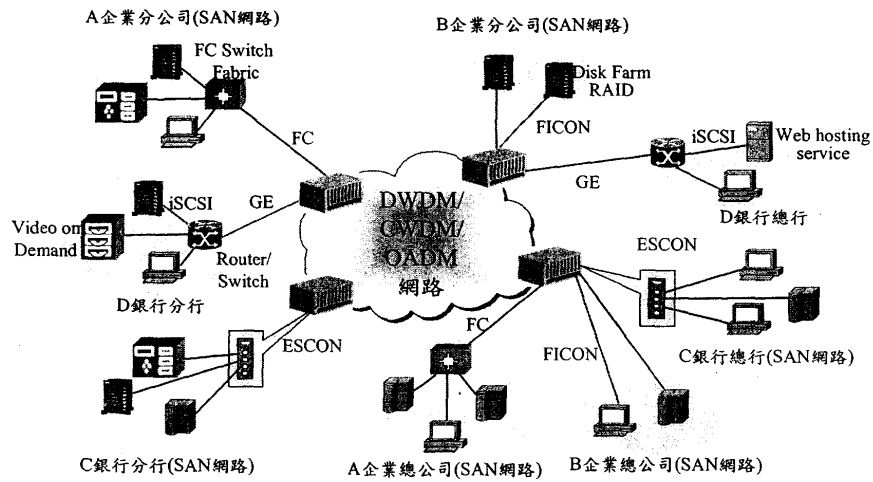 A企業分公司(SAN網路)
FC Switch
Fabric
FC
B企業分公司(SAN網路)
Disk Farm
RAID
FICON
iSCSI
Web hosting
service
GE
D銀行總行
iSCSI
GE
Video on
Demand
Router/
Switch
D銀行分行
DWDM/
CWDM/
OADM
網路
ESCON
C銀行總行(SAN網路)
ESCON
C銀行分行(SAN網路)
FC
A企業總公司(SAN網路)
FICON
B企業總公司(SAN網路)